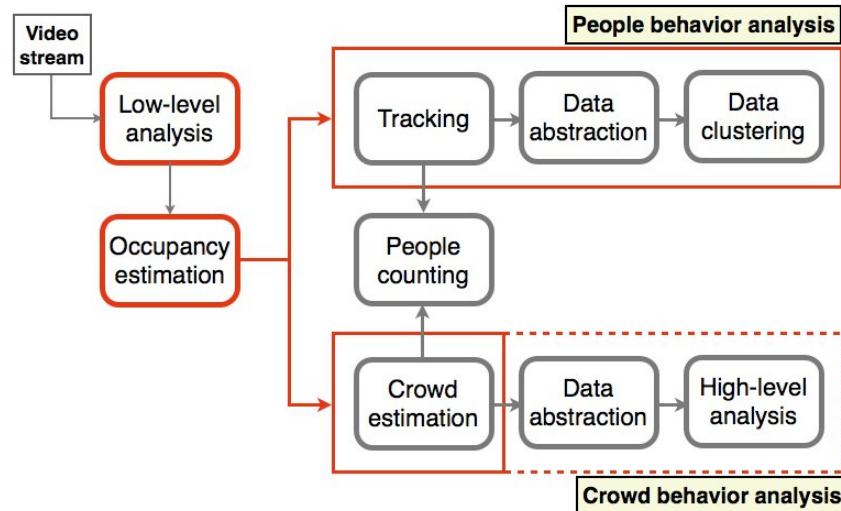 People behavior analysis
Video
stream
Low-level
analysis
Tracking
Data
abstraction
Data
clustering
Occupancy
estimation
People
counting
Crowd
estimation
Data
abstraction
High-level
analysis
Crowd behavior analysis